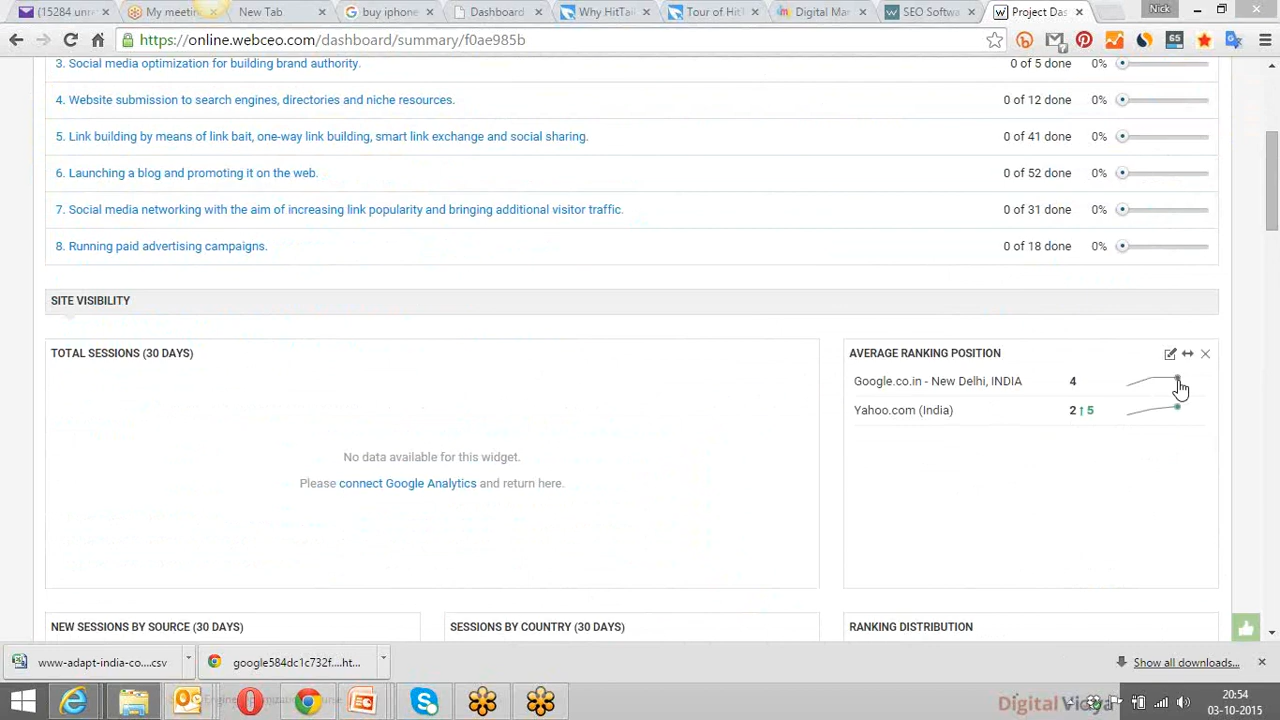 (15284 unr
My meetin
New Tab
buy iphone
Dashboard
Why HitTai
Tour of HitT
Digital Mar
SEO Softwa
Project Das
Nick
https://online.webceo.com/dashboard/summary/f0ae985b
65
3. Social media optimization for building brand authority. 0 of 5 done 0%
4. Website submission to search engines, directories and niche resources. 0 of 12 done 0%
5. Link building by means of link bait, one-way link building, smart link exchange and social sharing. 0 of 41 done 0%
6. Launching a blog and promoting it on the web. 0 of 52 done 0%
7. Social media networking with the aim of increasing link popularity and bringing additional visitor traffic. 0 of 31 done 0%
8. Running paid advertising campaigns. 0 of 18 done 0%
SITE VISIBILITY
TOTAL SESSIONS (30 DAYS)
No data available for this widget.
Please connect Google Analytics and return here.
AVERAGE RANKING POSITION
Google.co.in - New Delhi, INDIA 4
Yahoo.com (India) 2 ↑ 5
NEW SESSIONS BY SOURCE (30 DAYS)
SESSIONS BY COUNTRY (30 DAYS)
RANKING DISTRIBUTION
www-adapt-india-co....csv
google584dc1c732f....ht...
Show all downloads...
Digital Vidya
20:54
03-10-2015